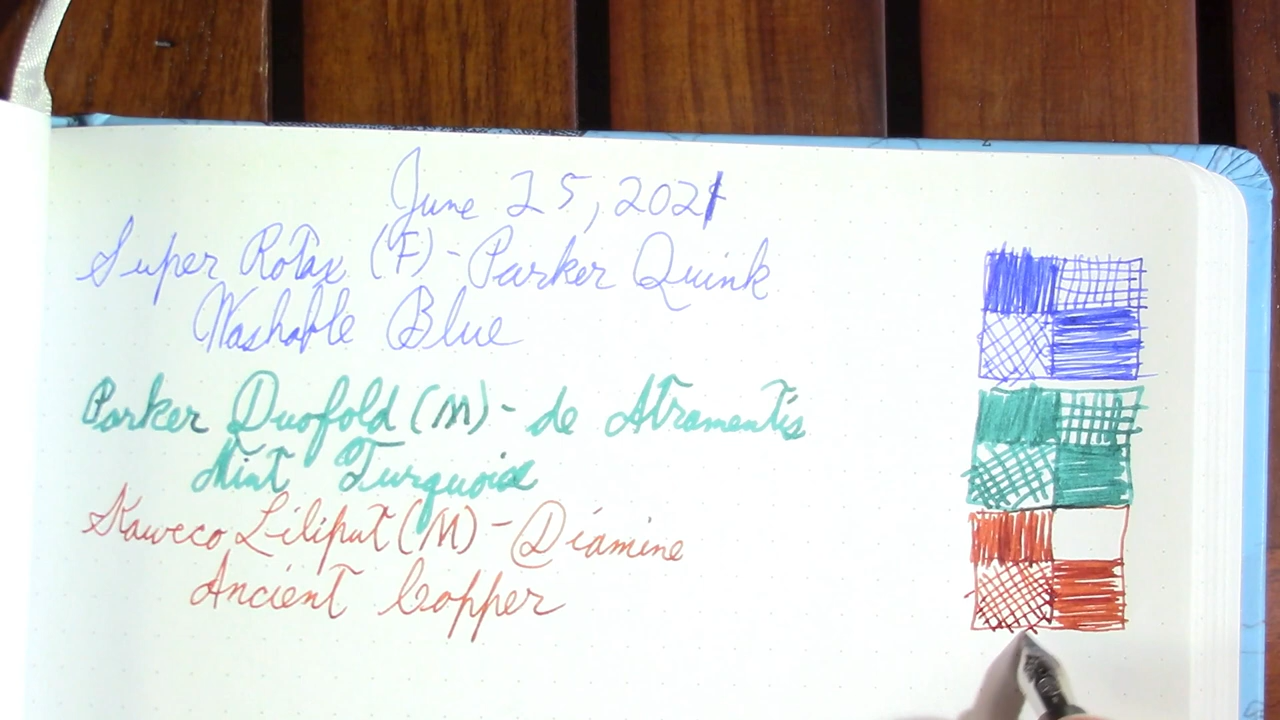 June 25, 2021
Super Rotax (F) - Parker Quink
Washable Blue
Parker Duofold (M) - de Atramentis
Mint Turquoise
Kaweco Liliput (M) - Diamine
Ancient Copper